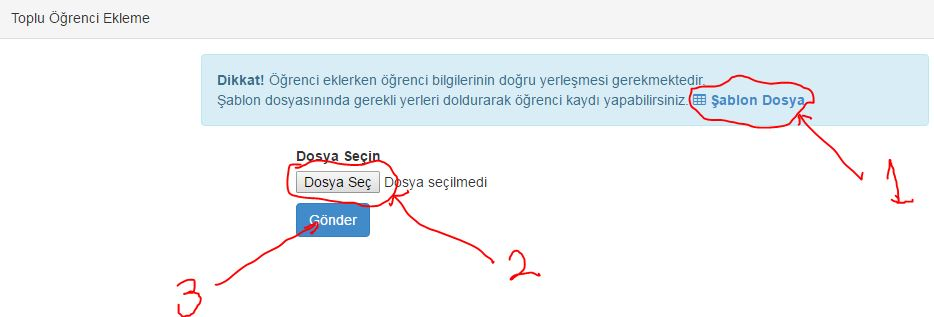 Toplu Öğrenci Ekleme
Dikkat! Öğrenci eklerken öğrenci bilgilerinin doğru yerleşmesi gerekmektedir.
Şablon dosyasınında gerekli yerleri doldurarak öğrenci kaydı yapabilirsiniz. Şablon Dosya
1
Dosya Seçin
Dosya Seç Dosya seçilmedi
Gönder
2
3